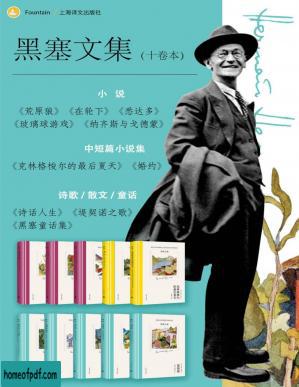 Fountain 上海译文出版社
黑塞文集(十卷本)
小 说
《荒原狼》《在轮下》《悉达多》
《玻璃球游戏》《纳齐斯与戈德蒙》
中短篇小说集
《克林格梭尔的最后夏天》《婚约》
诗歌/散文/童话
《诗话人生》《堤契诺之歌》
《黑塞童话集》
homeofpdf.com